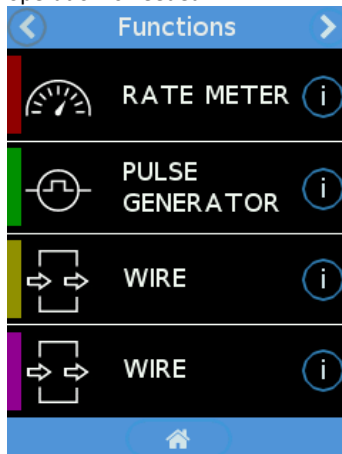 Functions
RATE METER i
PULSE
GENERATOR i
WIRE i
WIRE i